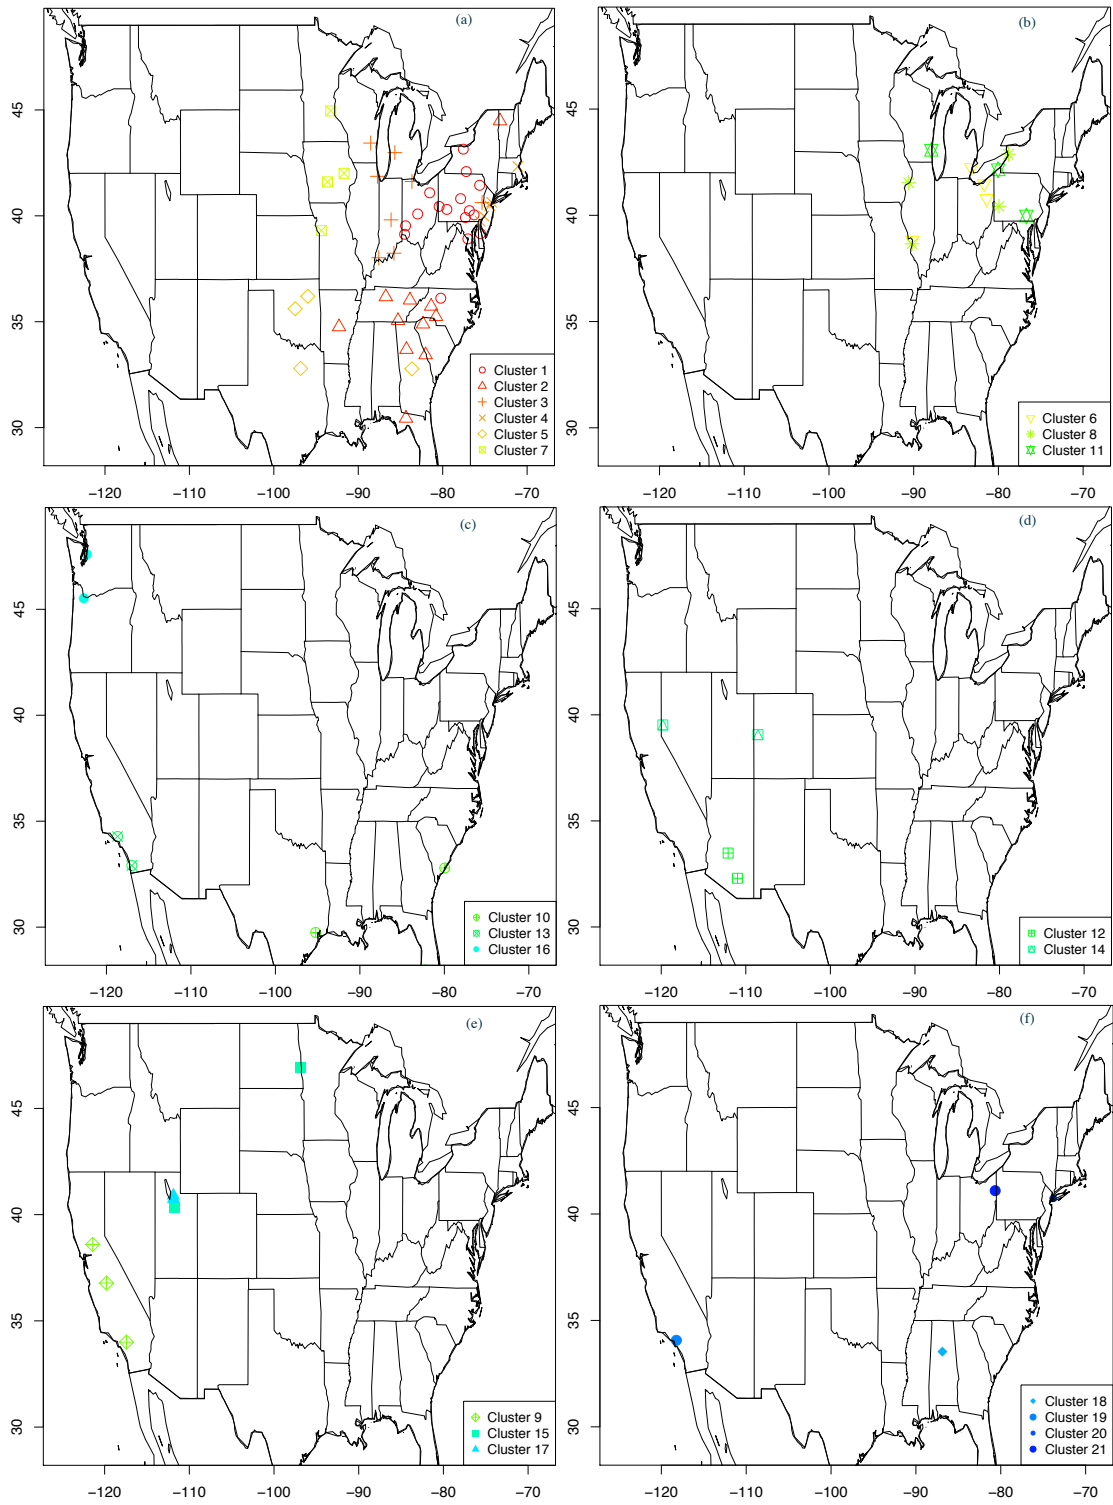 (a)
(b)
45
40
35
30
Cluster 1
Cluster 2
Cluster 3
Cluster 4
Cluster 5
Cluster 7
−120 −110 −100 −90 −80 −70
45
40
35
30
Cluster 6
Cluster 8
Cluster 11
−120 −110 −100 −90 −80 −70
(c)
(d)
45
40
35
30
Cluster 10
Cluster 13
Cluster 16
−120 −110 −100 −90 −80 −70
45
40
35
30
Cluster 12
Cluster 14
−120 −110 −100 −90 −80 −70
(e)
(f)
45
40
35
30
Cluster 9
Cluster 15
Cluster 17
−120 −110 −100 −90 −80 −70
45
40
35
30
Cluster 18
Cluster 19
Cluster 20
Cluster 21
−120 −110 −100 −90 −80 −70